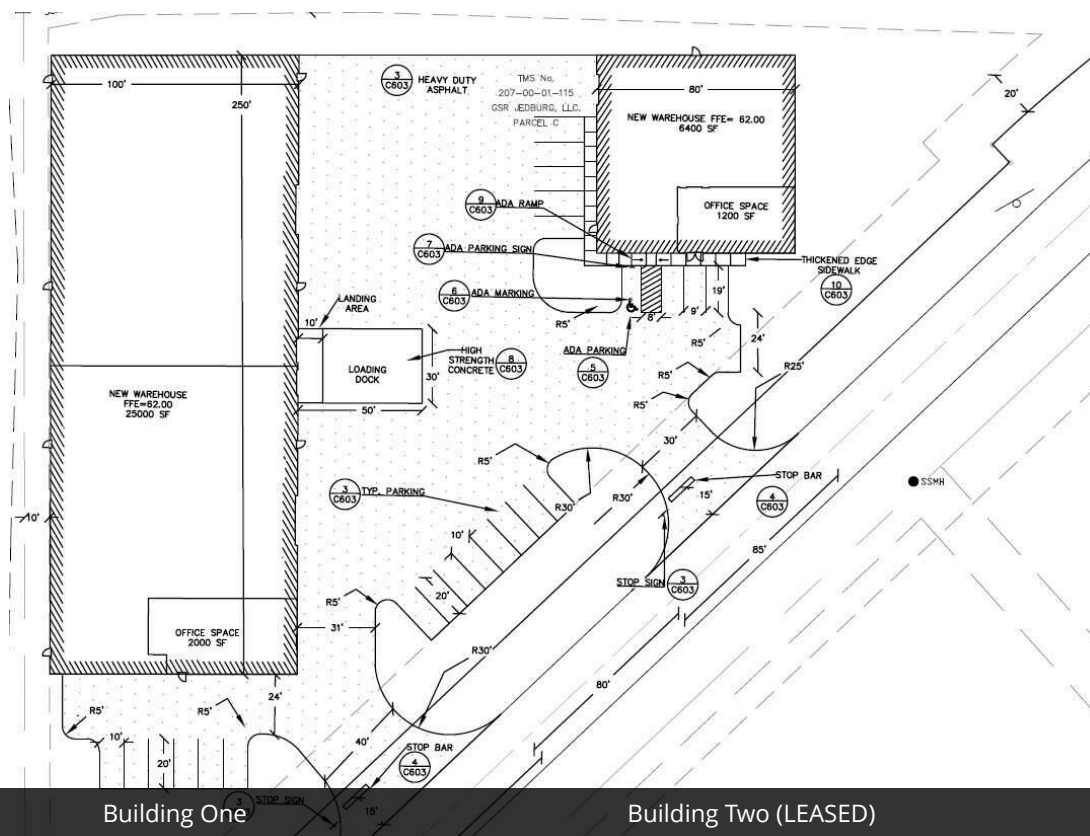 100'
250'
3
C603
HEAVY DUTY
ASPHALT
TMS No.
207-00-01-115
GSR JEDBURG, LLC.
PARCEL C
80'
NEW WAREHOUSE FFE= 62.00
6400 SF
20'
OFFICE SPACE
1200 SF
9
C603
ADA RAMP
7
C603
ADA PARKING SIGN
6
C603
ADA MARKING
THICKENED EDGE
SIDEWALK
10
C603
19'
R5'
8'
9'
R5'
24'
ADA PARKING
5
C603
LANDING
AREA
10'
LOADING
DOCK
HIGH
STRENGTH
CONCRETE
8
C603
30'
50'
R5'
R25'
R5'
30'
NEW WAREHOUSE
FFE=62.00
25000 SF
R5'
3
C603
TYP. PARKING
R30'
R30'
STOP BAR
4
C603
15'
SSMH
10'
10'
20'
85'
STOP SIGN
3
C603
R5'
31'
R30'
80'
OFFICE SPACE
2000 SF
24'
R5'
R5'
10'
20'
40'
STOP BAR
4
C603
15'
3
C603
STOP SIGN
Building One
Building Two (LEASED)